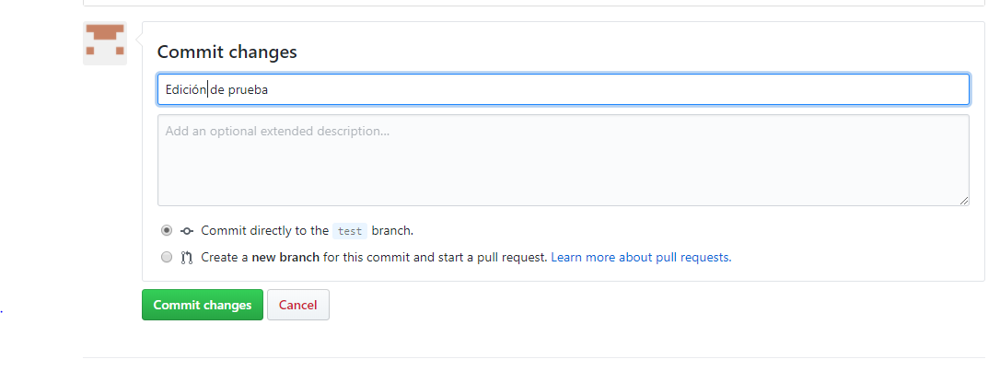 Commit changes
Edición de prueba
Add an optional extended description...
Commit directly to the test branch.
Create a new branch for this commit and start a pull request. Learn more about pull requests.
Commit changes Cancel